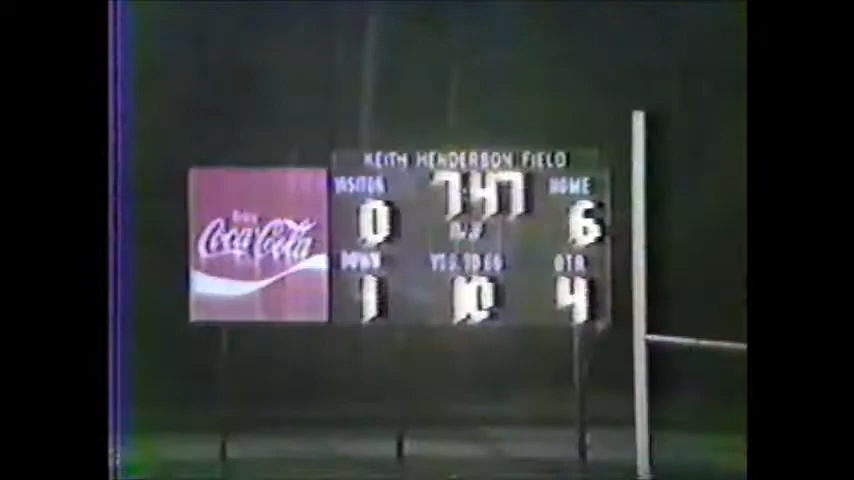 KEITH HENDERSON FIELD
VISITOR 7:47 HOME
0 6
Coca-Cola
DOWN YDS. TO GO QTR
1 10 4